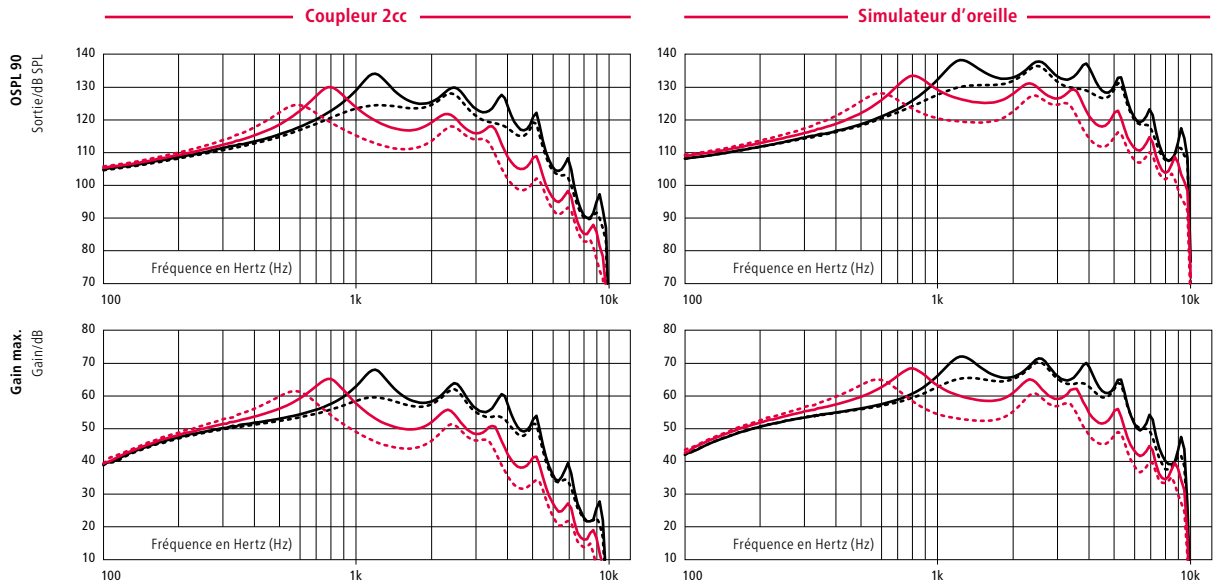 Coupleur 2cc
Simulateur d'oreille
OSPL 90
Sortie/dB SPL
140
130
120
110
100
90
80
70
Fréquence en Hertz (Hz)
100
1k
10k
140
130
120
110
100
90
80
70
Fréquence en Hertz (Hz)
100
1k
10k
Gain max.
Gain/dB
80
70
60
50
40
30
20
10
Fréquence en Hertz (Hz)
100
1k
10k
80
70
60
50
40
30
20
10
Fréquence en Hertz (Hz)
100
1k
10k